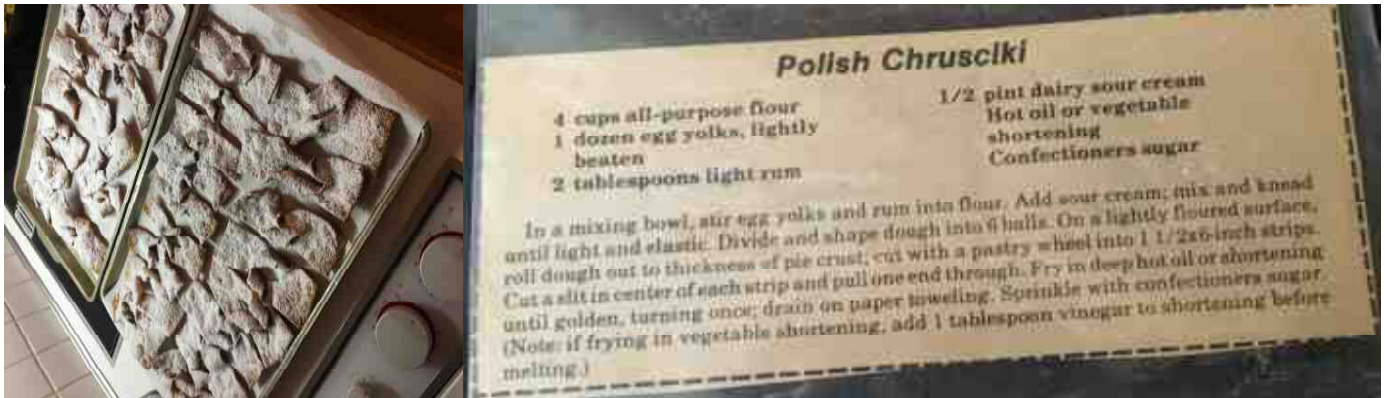 Polish Chrusciki
4 cups all-purpose flour
1 dozen egg yolks, lightly
beaten
2 tablespoons light rum
1/2 pint dairy sour cream
Hot oil or vegetable
shortening
Confectioners sugar
In a mixing bowl, stir egg yolks and rum into flour. Add sour cream; mix and knead
until light and elastic. Divide and shape dough into 6 balls. On a lightly floured surface,
roll dough out to thickness of pie crust; cut with a pastry wheel into 1 1/2x6-inch strips.
Cut a slit in center of each strip and pull one end through. Fry in deep hot oil or shortening
until golden, turning once; drain on paper toweling. Sprinkle with confectioners sugar.
(Note: if frying in vegetable shortening, add 1 tablespoon vinegar to shortening before
melting.)